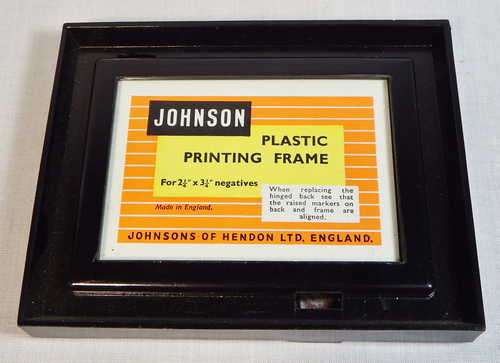 JOHNSON
PLASTIC
PRINTING FRAME
For 2¼" x 3¼" negatives
When replacing the
hinged back see that
the raised markers on
back and frame are
aligned.
Made in England.
JOHNSONS OF HENDON LTD. ENGLAND.